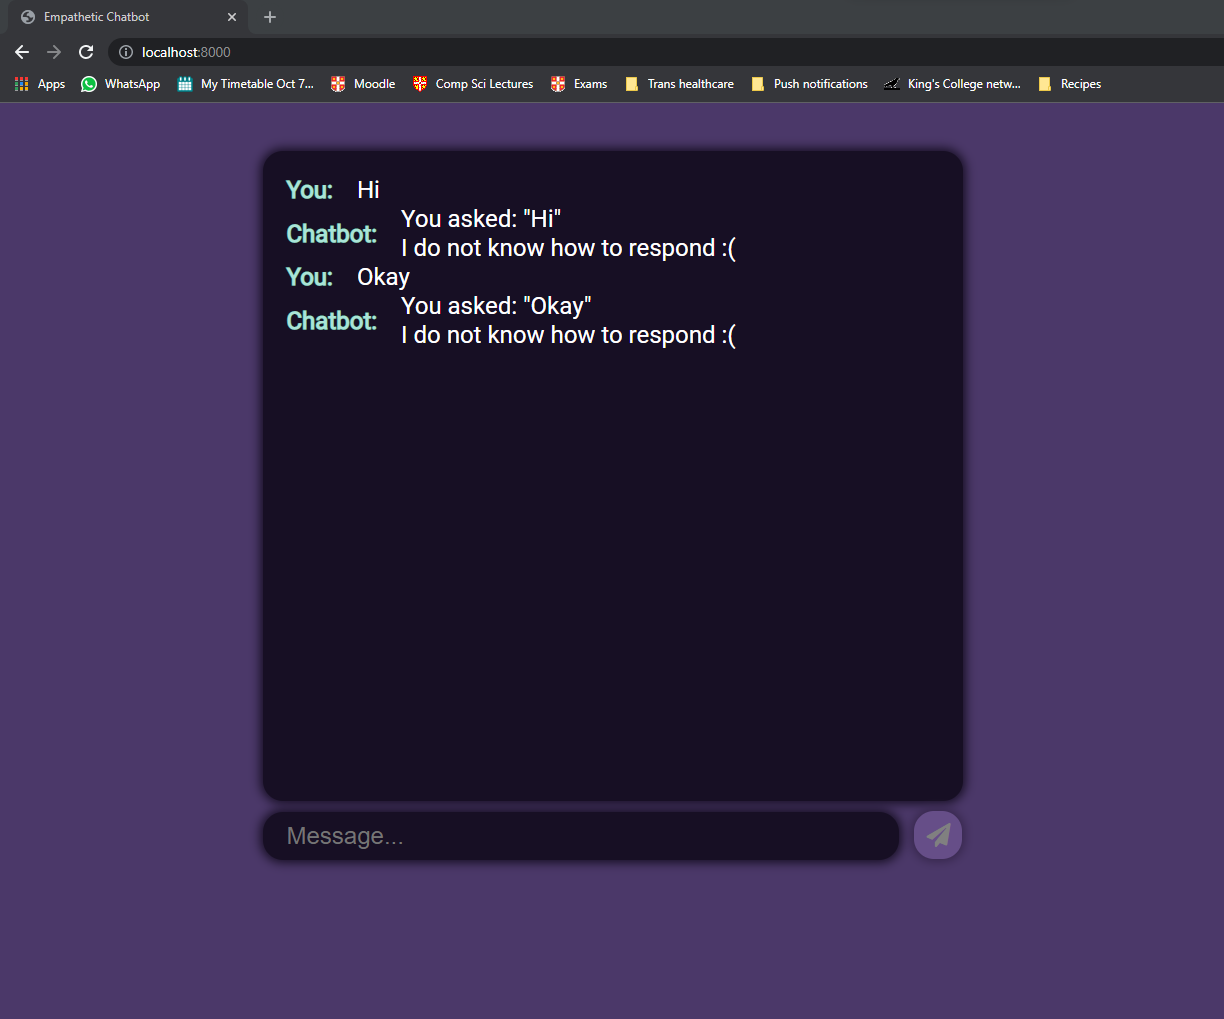 Empathetic Chatbot
localhost:8000
Apps WhatsApp My Timetable Oct 7... Moodle Comp Sci Lectures Exams Trans healthcare Push notifications King's College netw... Recipes
You: Hi
Chatbot: You asked: "Hi"
I do not know how to respond :(
You: Okay
Chatbot: You asked: "Okay"
I do not know how to respond :(
Message...